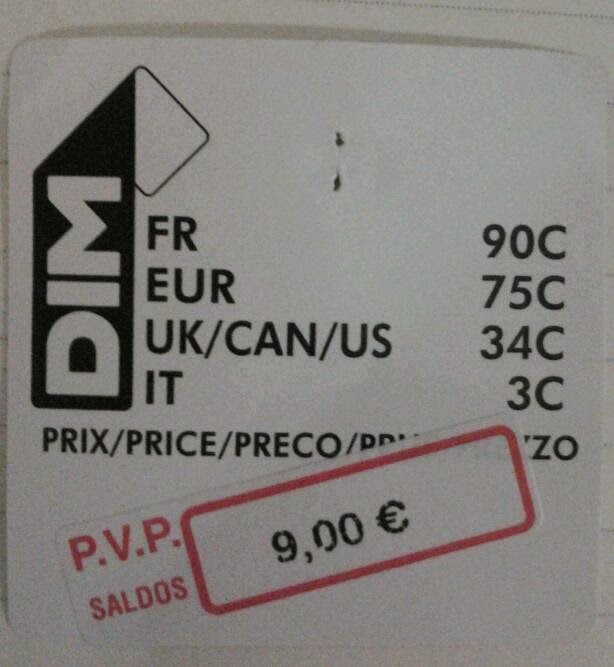 DIM
FR 90C
EUR 75C
UK/CAN/US 34C
IT 3C
PRIX/PRICE/PRECO/
P.V.P.
SALDOS
9,00 €